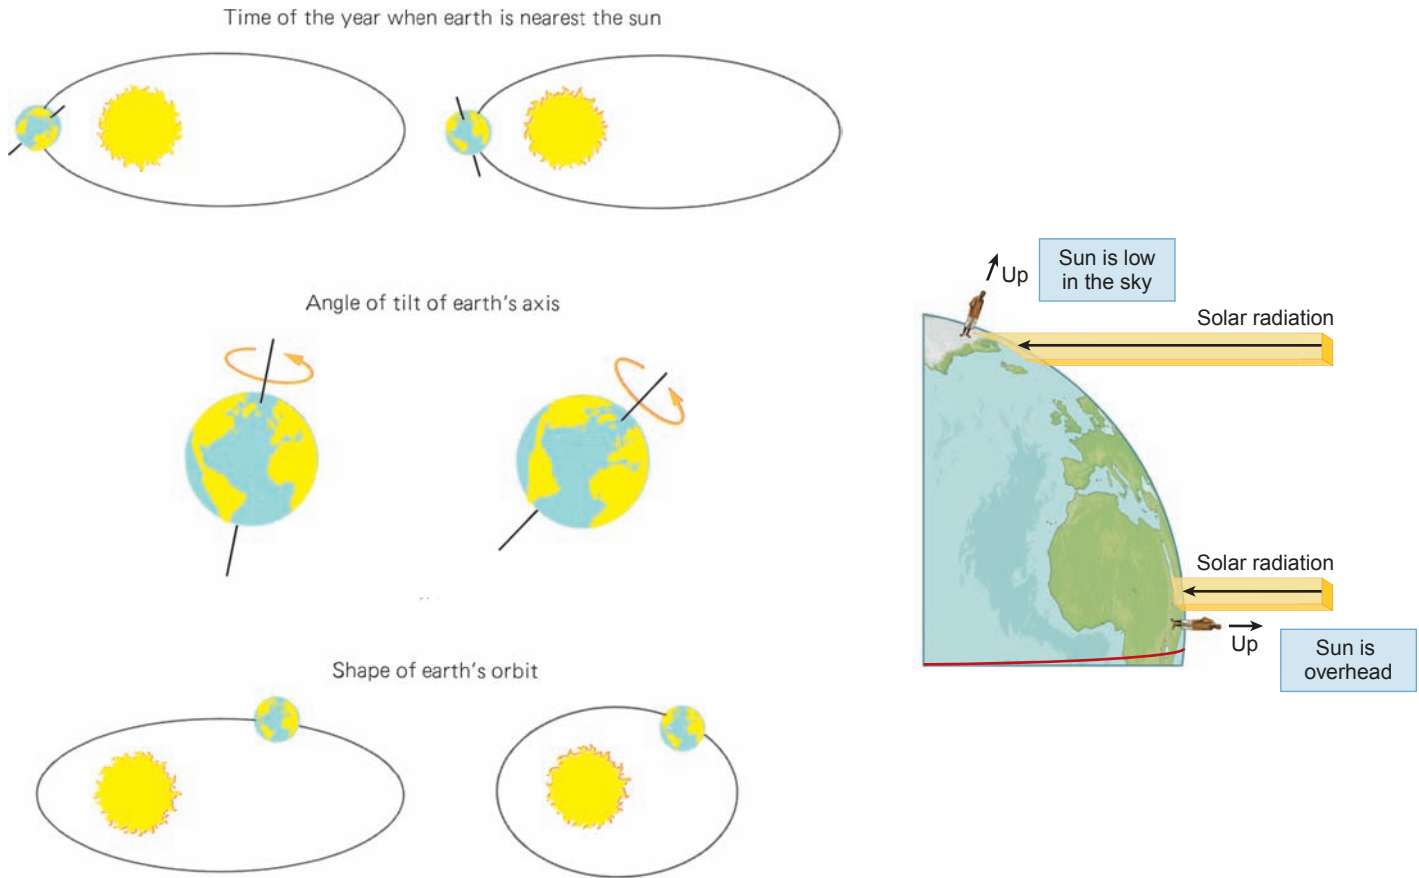 Time of the year when earth is nearest the sun
Angle of tilt of earth's axis
Shape of earth's orbit
Up
Sun is low
in the sky
Solar radiation
Solar radiation
Up
Sun is
overhead